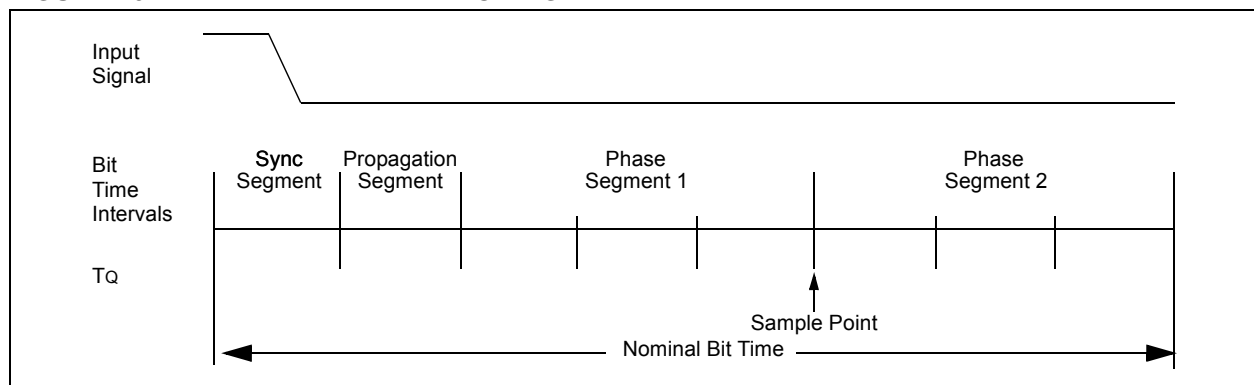 Input
Signal
Bit
Time
Intervals
Sync
Segment
Propagation
Segment
Phase
Segment 1
Phase
Segment 2
TQ
Sample Point
Nominal Bit Time